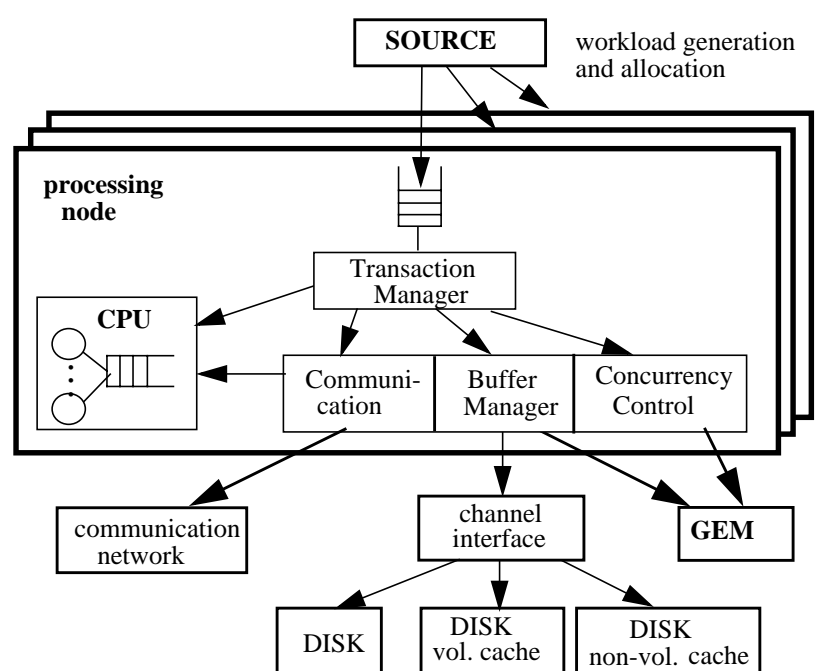 SOURCE
workload generation
and allocation
processing
node
Transaction
Manager
CPU
Communi-
cation
Buffer
Manager
Concurrency
Control
communication
network
channel
interface
GEM
DISK
DISK
vol. cache
DISK
non-vol. cache